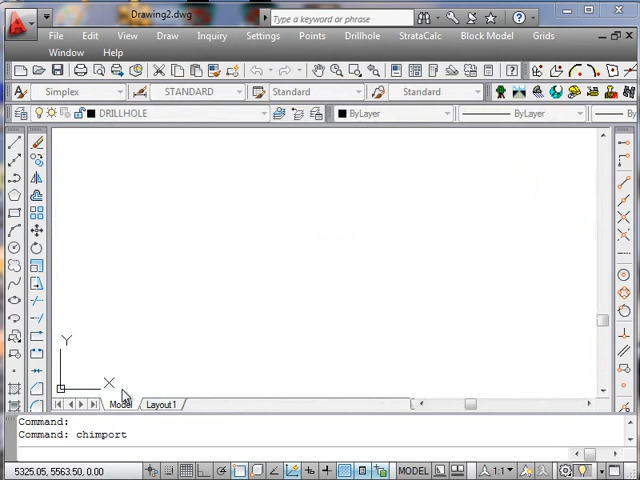 Drawing2.dwg
Type a keyword or phrase
File Edit View Draw Inquiry Settings Points Drillhole StrataCalc Block Model Grids
Window Help
Simplex STANDARD Standard Standard
DRILLHOLE ByLayer ByLayer
Y
X
Model Layout1
Command:
Command: chimport
5325.05, 5563.50, 0.00 MODEL 1:1